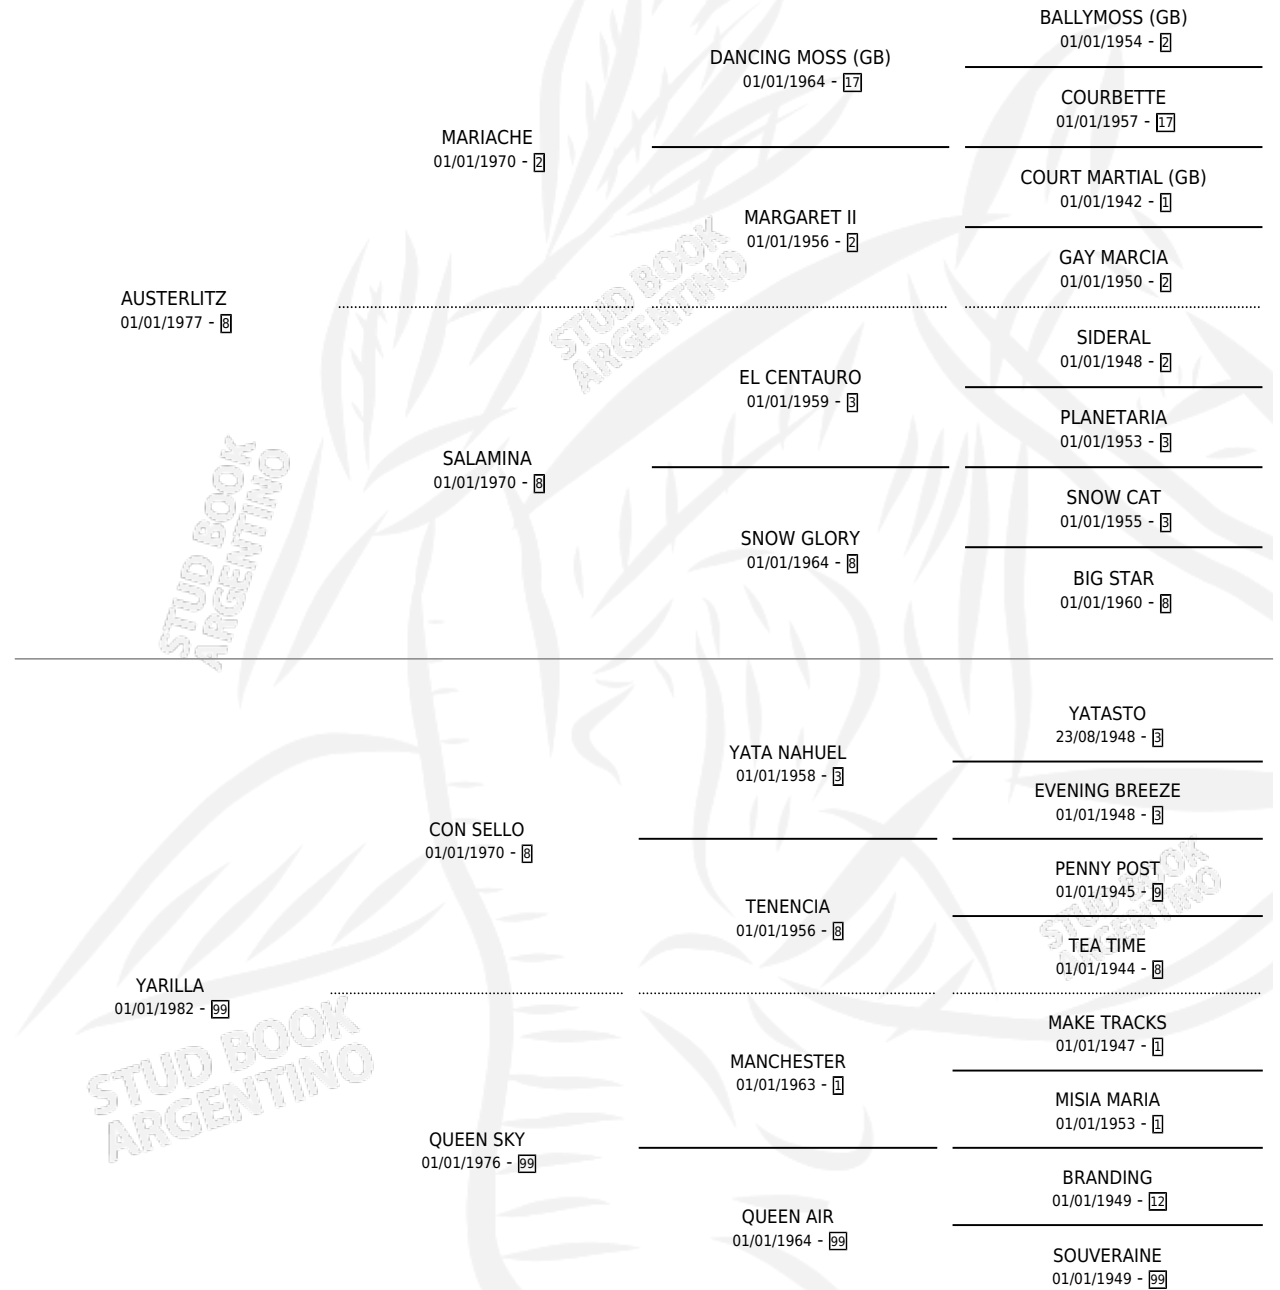 BALLYMOSS (GB)
01/01/1954 - 2
DANCING MOSS (GB)
01/01/1964 - 17
COURBETTE
01/01/1957 - 17
MARIACHE
01/01/1970 - 2
COURT MARTIAL (GB)
01/01/1942 - 1
MARGARET II
01/01/1956 - 2
GAY MARCIA
01/01/1950 - 2
AUSTERLITZ
01/01/1977 - 8
SIDERAL
01/01/1948 - 2
EL CENTAURO
01/01/1959 - 3
PLANETARIA
01/01/1953 - 3
SALAMINA
01/01/1970 - 8
SNOW CAT
01/01/1955 - 3
SNOW GLORY
01/01/1964 - 8
BIG STAR
01/01/1960 - 8
YATASTO
23/08/1948 - 3
YATA NAHUEL
01/01/1958 - 3
EVENING BREEZE
01/01/1948 - 3
CON SELLO
01/01/1970 - 8
PENNY POST
01/01/1945 - 9
TENENCIA
01/01/1956 - 8
TEA TIME
01/01/1944 - 8
YARILLA
01/01/1982 - 99
MAKE TRACKS
01/01/1947 - 1
MANCHESTER
01/01/1963 - 1
MISIA MARIA
01/01/1953 - 1
QUEEN SKY
01/01/1976 - 99
BRANDING
01/01/1949 - 12
QUEEN AIR
01/01/1964 - 99
SOUVERAINE
01/01/1949 - 99
STUD BOOK
ARGENTINO
STUD BOOK
ARGENTINO
STUD BOOK
ARGENTINO
STUD BOOK
ARGENTINO